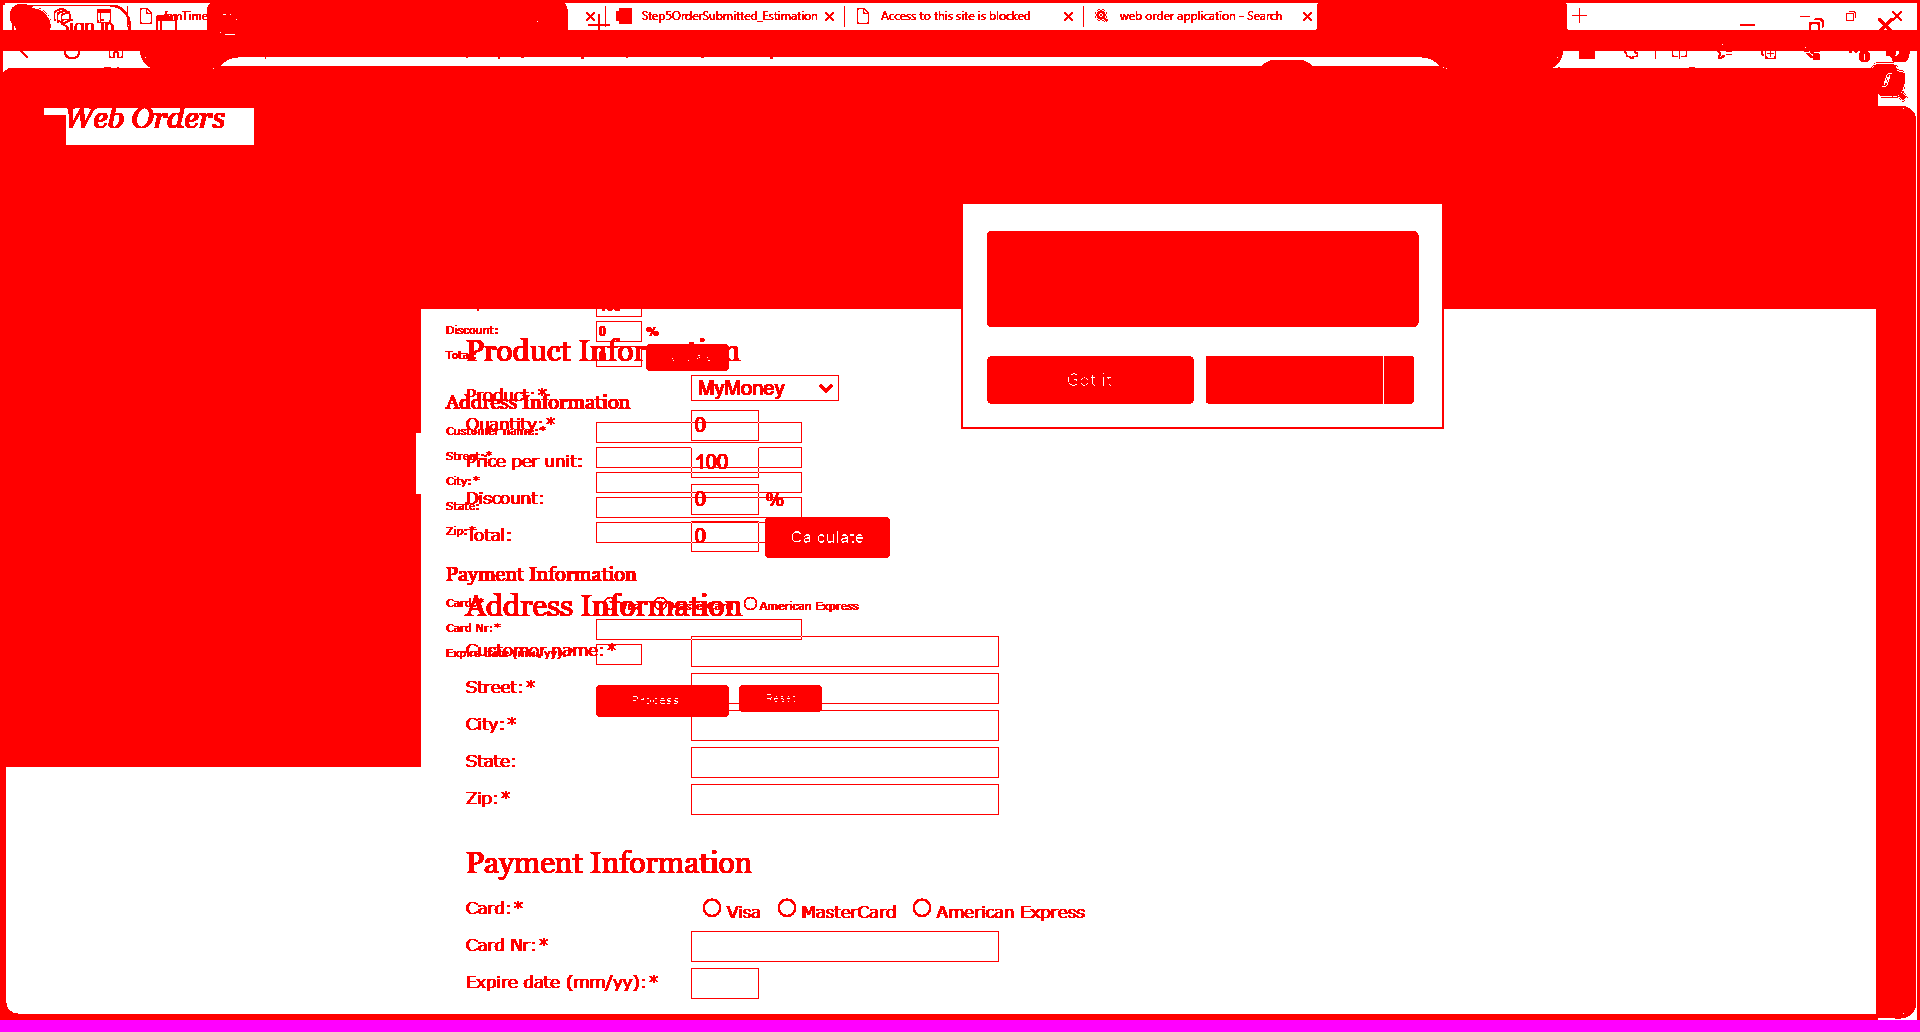 Sign in
Step5OrderSubmitted_Estimation
Access to this site is blocked
web order application - Search
Web Orders
Discount:
0 %
Product Information
Product:*
MyMoney
Address Information
Quantity:*
0
Customer name:*
Street:*
Price per unit:
100
City:*
Discount:
0 %
State:
Zip:*
Total:
0
Calculate
Got it
Payment Information
Card:*
American Express
Address Information
Card Nr:*
Customer name:*
Expire date (mm/yy):*
Street:*
Process
Reset
City:*
State:
Zip:*
Payment Information
Card:*
Visa MasterCard American Express
Card Nr:*
Expire date (mm/yy):*